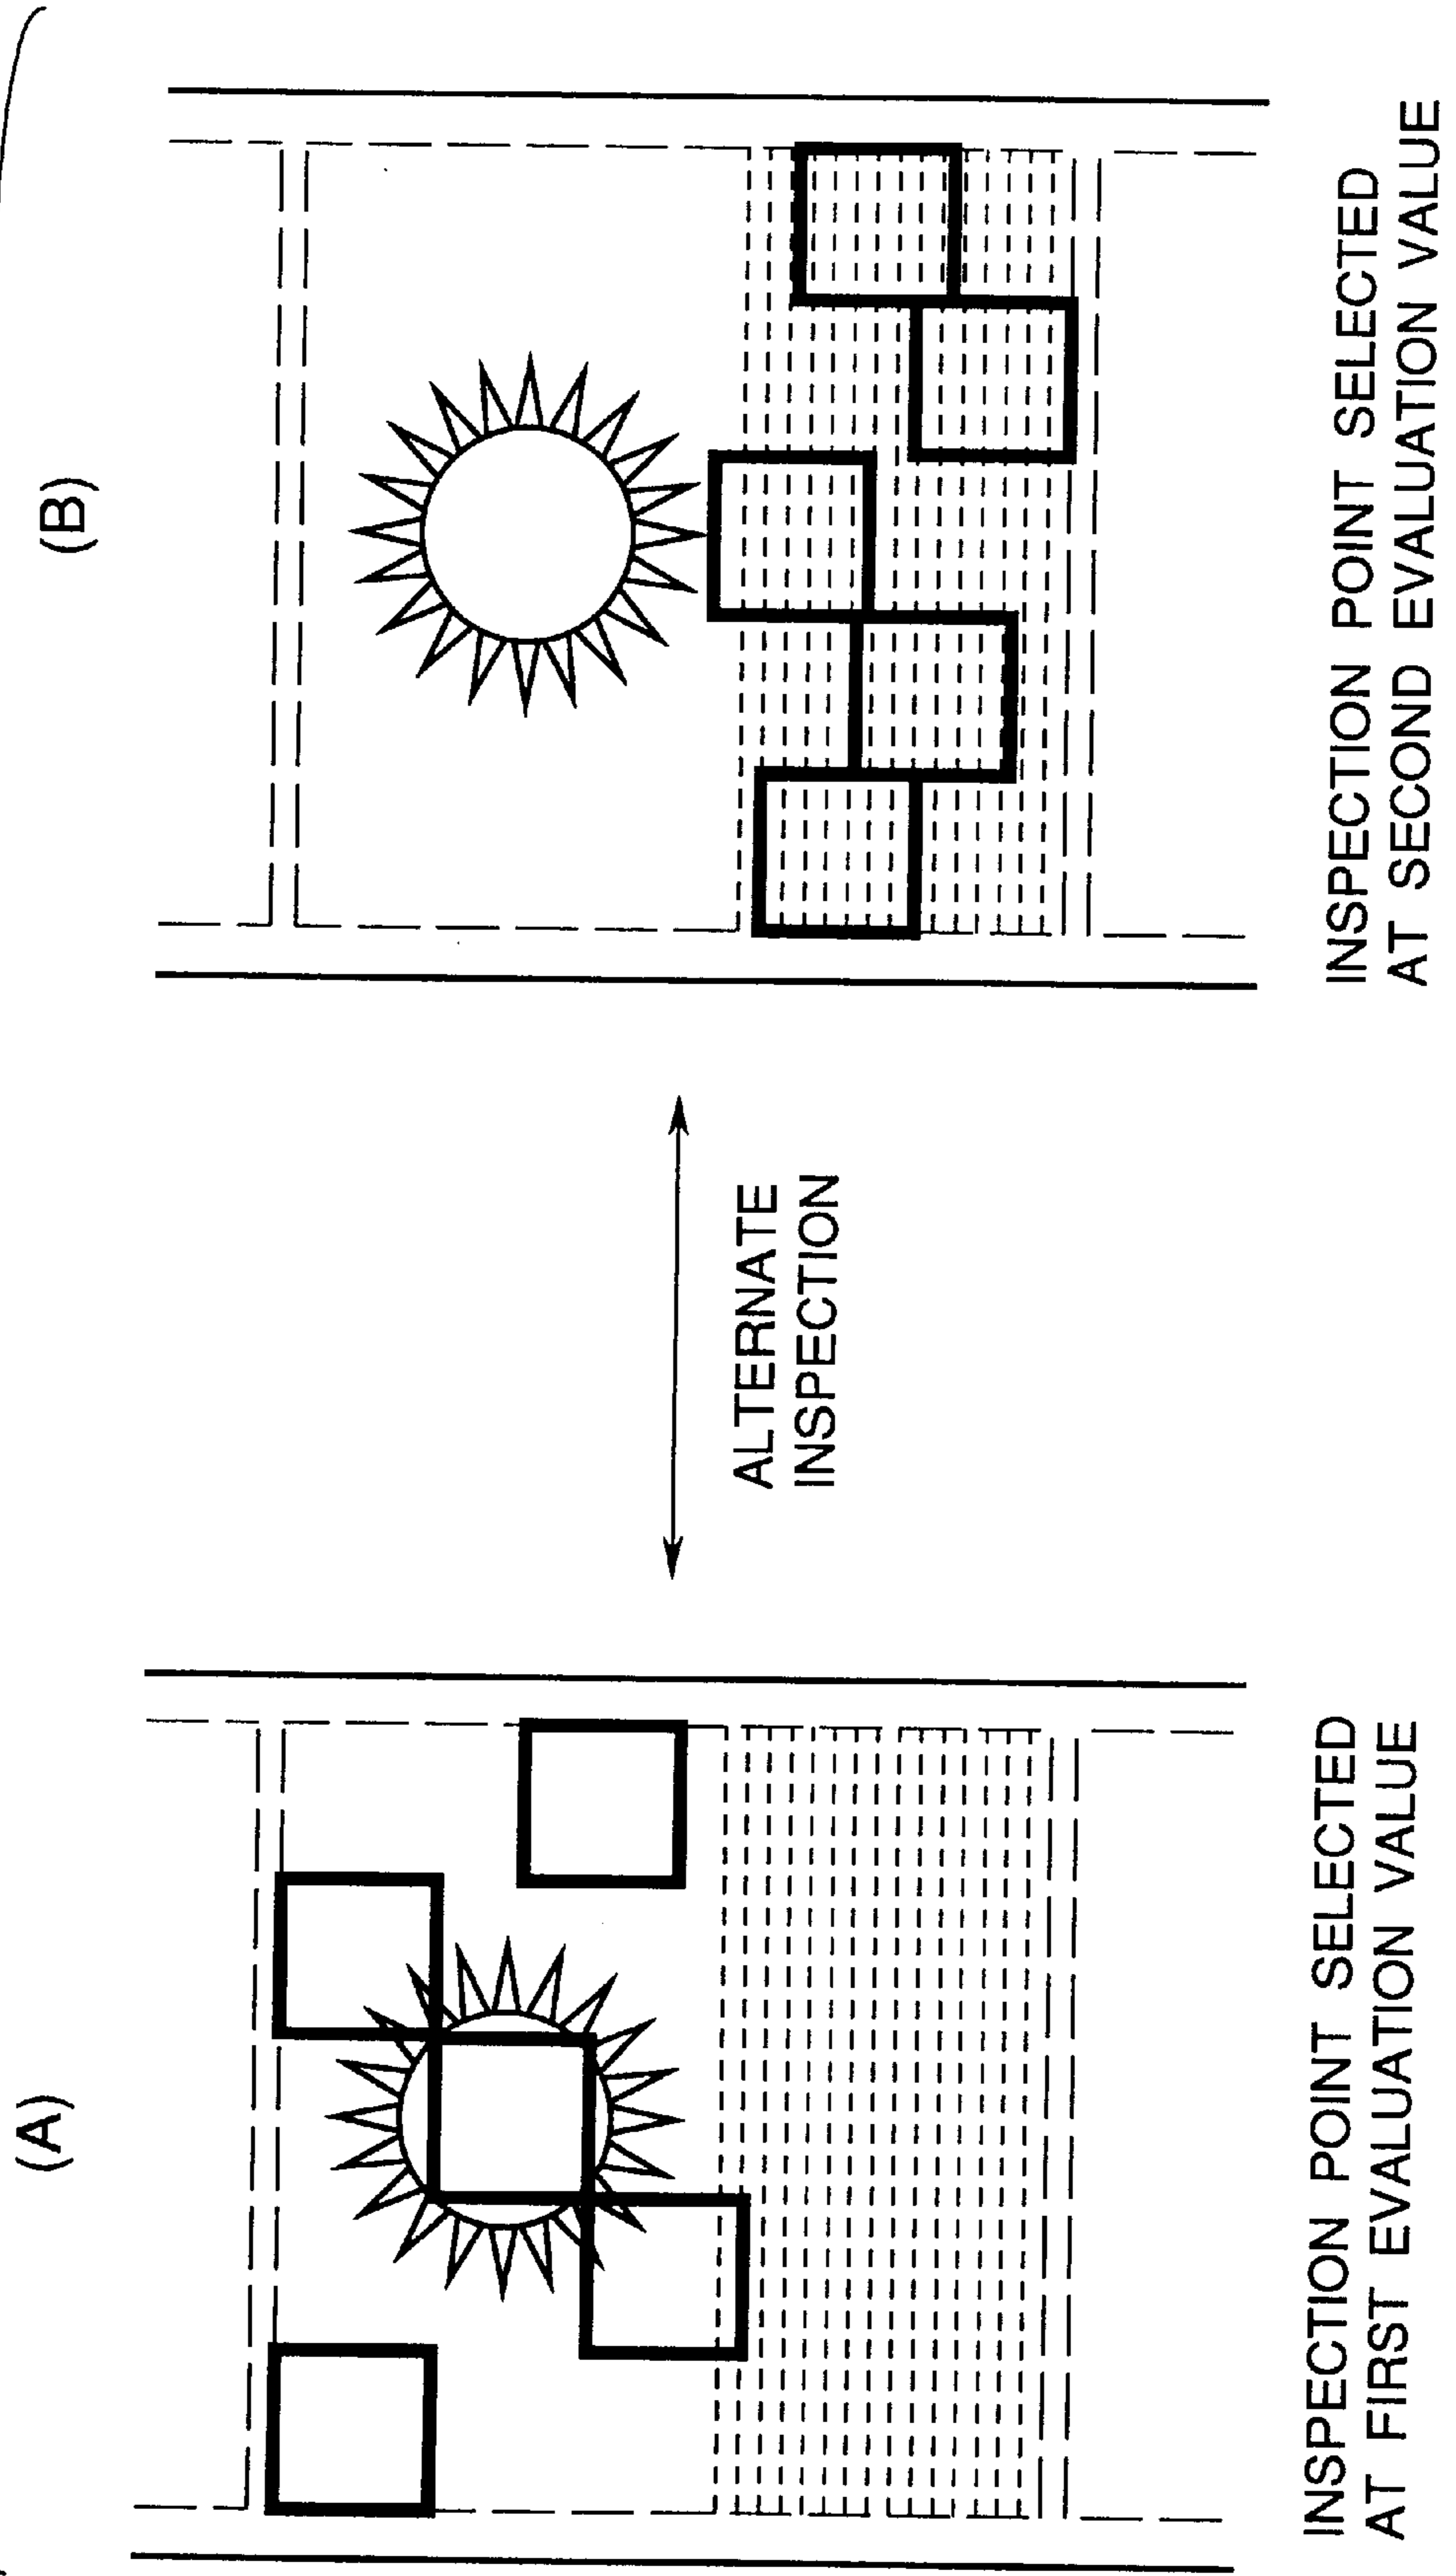 (A)
INSPECTION POINT SELECTED
AT FIRST EVALUATION VALUE
ALTERNATE
INSPECTION
(B)
INSPECTION POINT SELECTED
AT SECOND EVALUATION VALUE